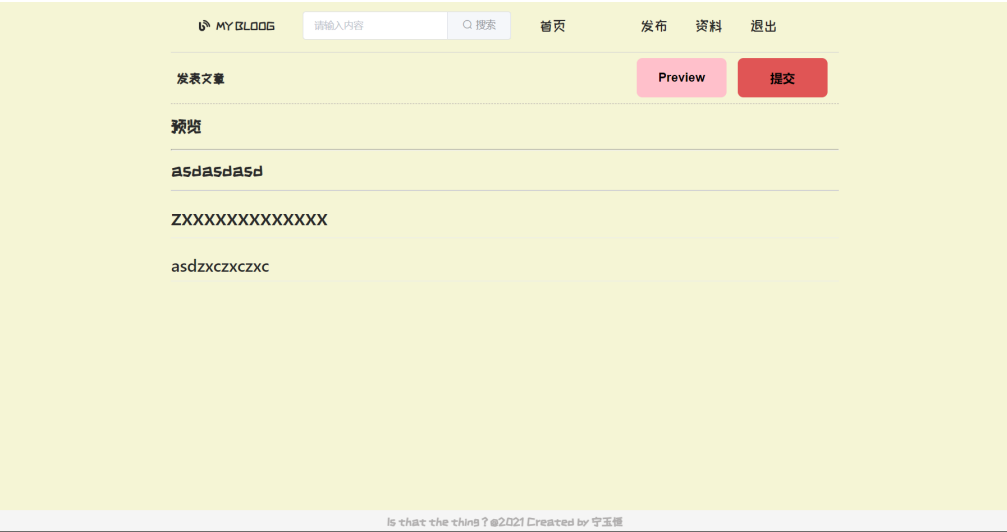 MY BLOOG 请输入内容 搜索 首页 发布 资料 退出
发表文章 Preview 提交
预览
asdasdasd
ZXXXXXXXXXXXXX
asdzxczxczxc
Is that the thing？@2021 Created by 宁玉